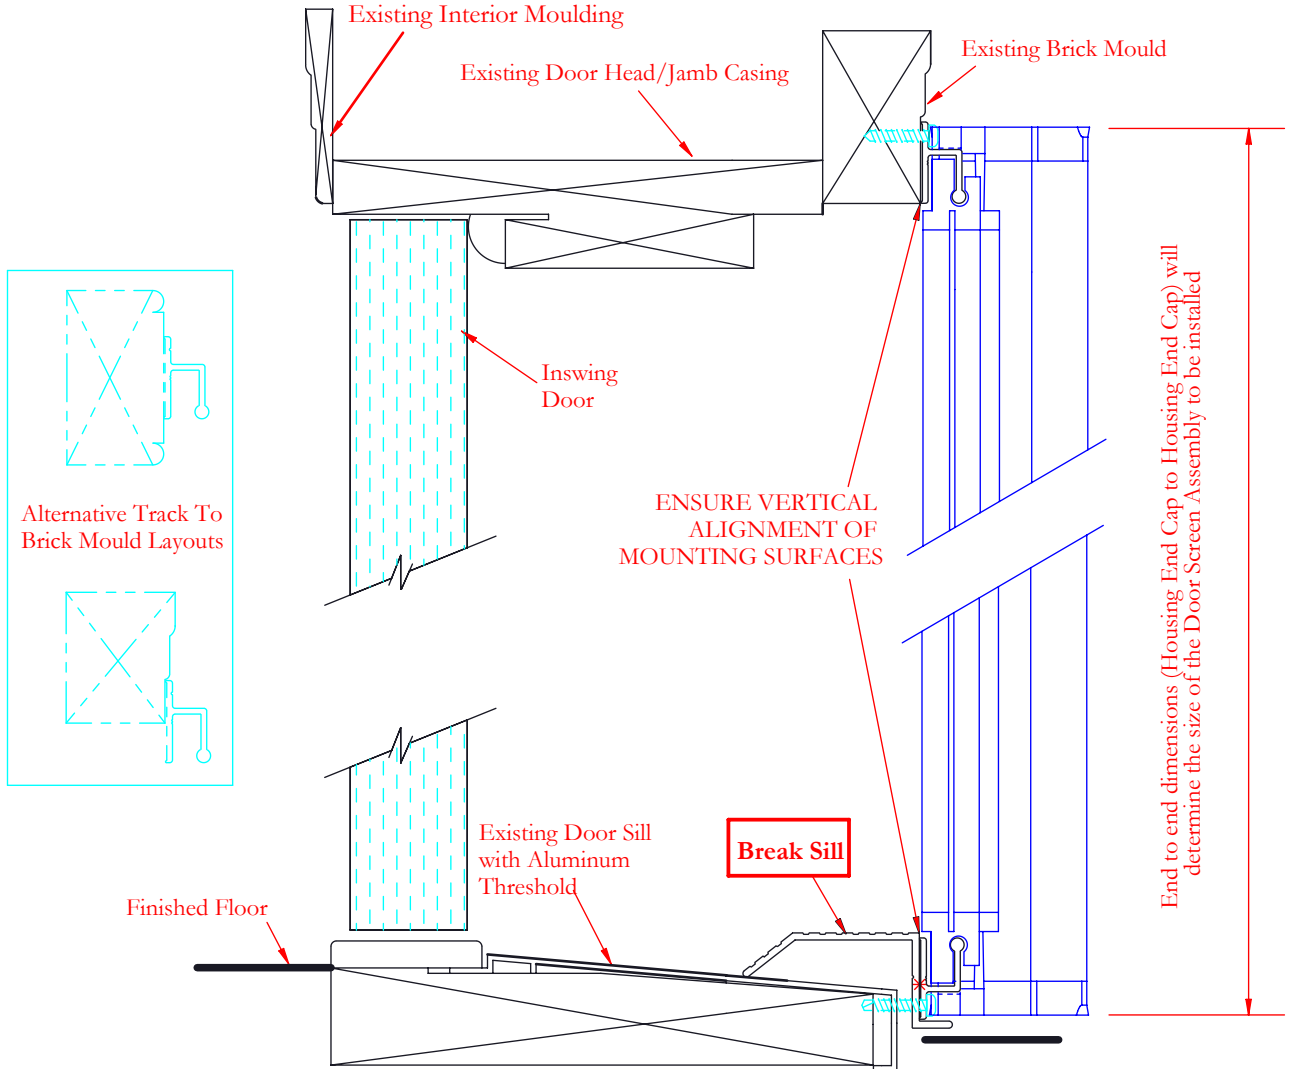 Existing Interior Moulding
Existing Brick Mould
Existing Door Head/Jamb Casing
Inswing
Door
Alternative Track To
Brick Mould Layouts
ENSURE VERTICAL
ALIGNMENT OF
MOUNTING SURFACES
End to end dimensions (Housing End Cap to Housing End Cap) will
determine the size of the Door Screen Assembly to be installed
Existing Door Sill
with Aluminum
Threshold
Break Sill
Finished Floor